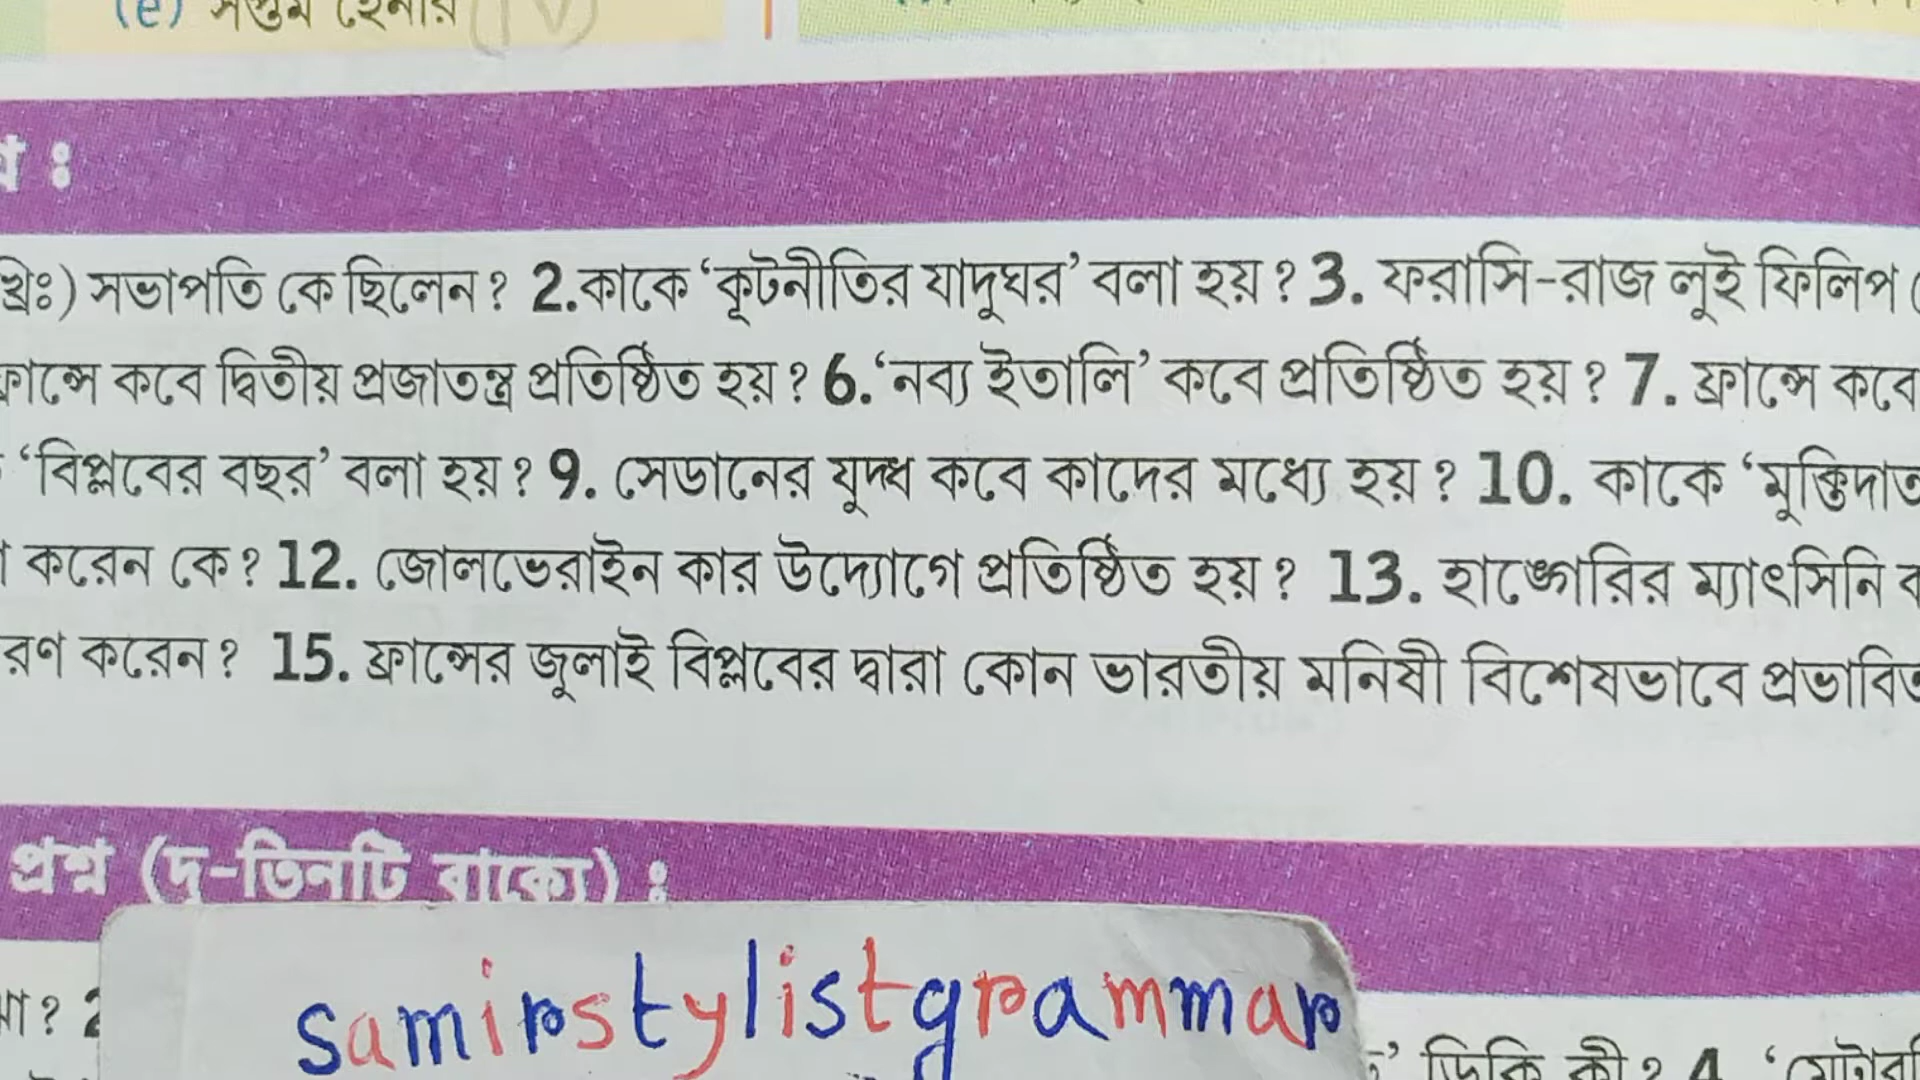 (e) সপ্তম হেনরি (iv)
খ্রিঃ) সভাপতি কে ছিলেন? 2.কাকে ‘কূটনীতির যাদুঘর’ বলা হয়? 3. ফরাসি-রাজ লুই ফিলিপ (
ফ্রান্সে কবে দ্বিতীয় প্রজাতন্ত্র প্রতিষ্ঠিত হয়? 6.‘নব্য ইতালি’ কবে প্রতিষ্ঠিত হয়? 7. ফ্রান্সে কবে
‘বিপ্লবের বছর’ বলা হয়? 9. সেডানের যুদ্ধ কবে কাদের মধ্যে হয়? 10. কাকে ‘মুক্তিদাত
করেন কে? 12. জোলভেরাইন কার উদ্যোগে প্রতিষ্ঠিত হয়? 13. হাঙ্গেরির ম্যাৎসিনি ব
রণ করেন? 15. ফ্রান্সের জুলাই বিপ্লবের দ্বারা কোন ভারতীয় মনিষী বিশেষভাবে প্রভাবিত
প্রশ্ন (দু-তিনটি বাক্যে) :
samirstylistgrammar
ডিক্রি কী? 4.